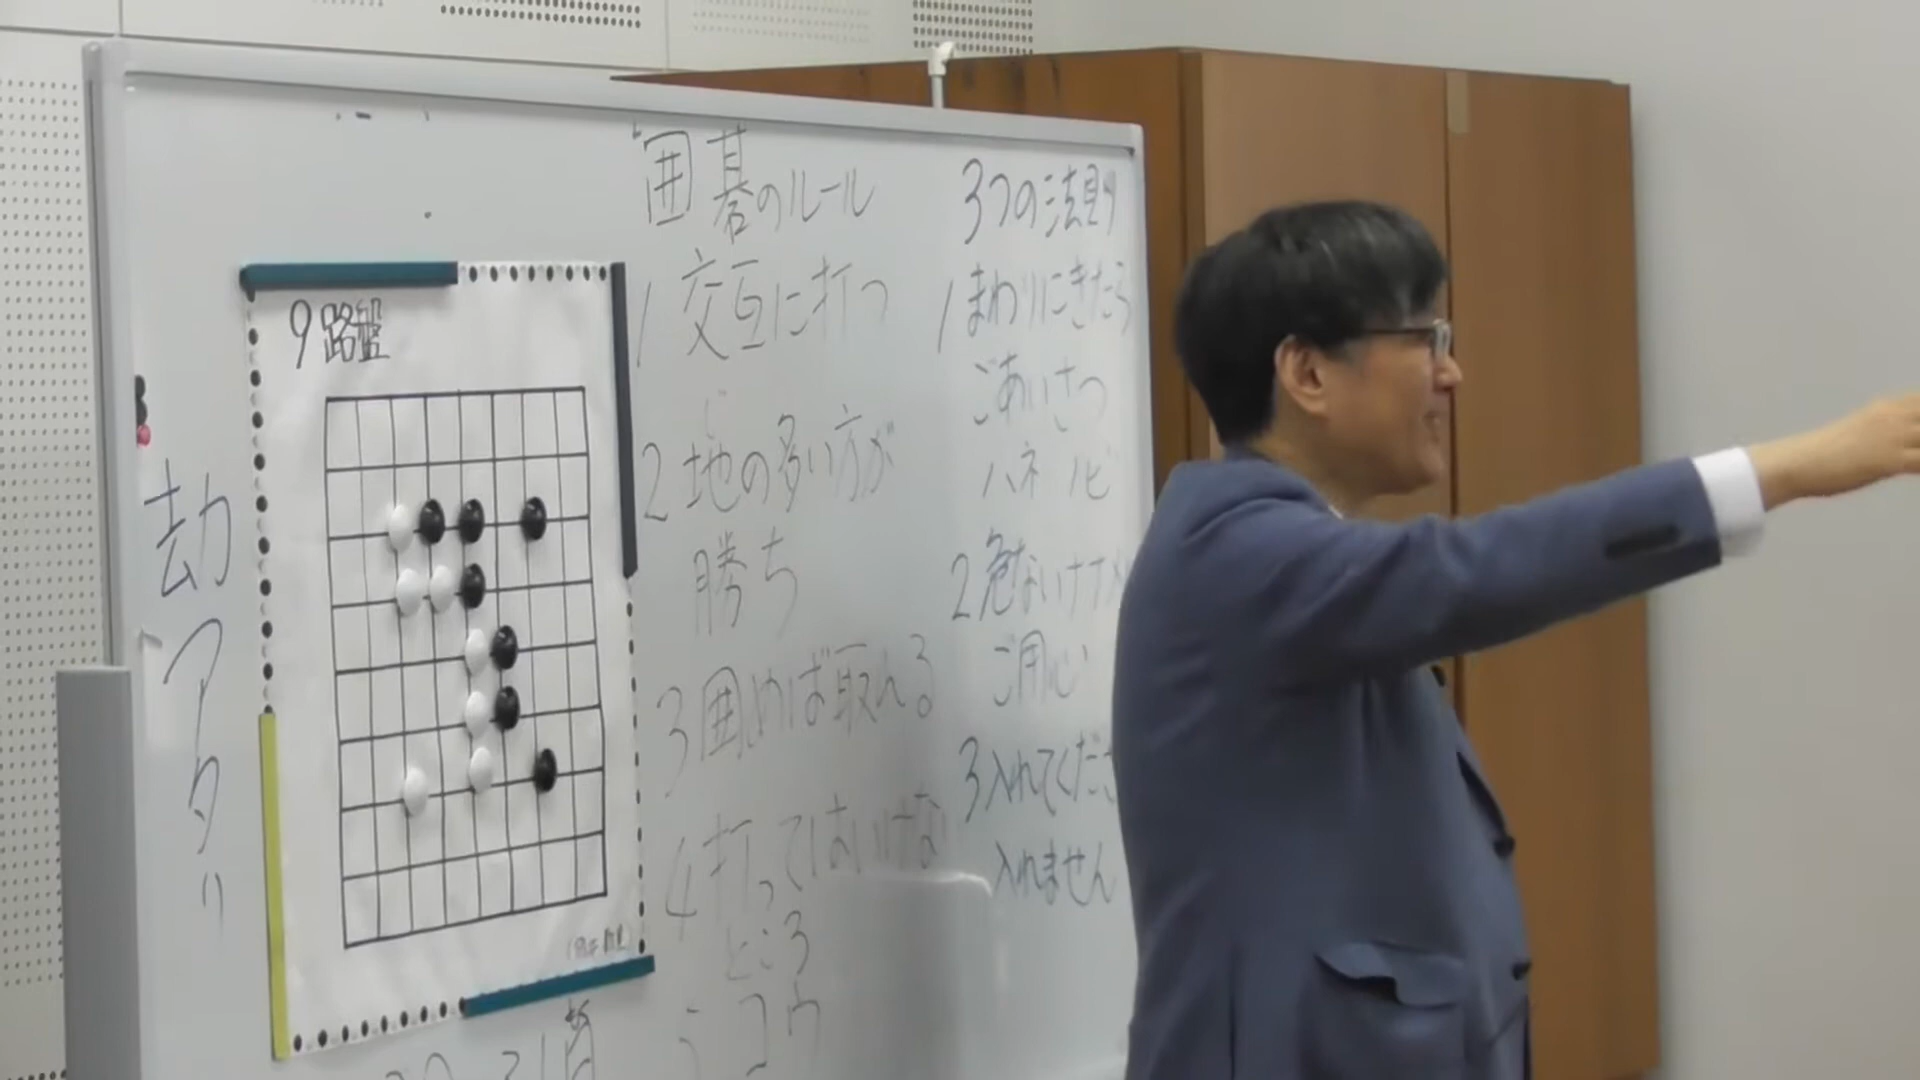 囲碁のルール
1 交互に打つ
2 地の多い方が
じ
勝ち
3 囲めば取れる
4 打ってはいけな
ところ
コウ
3つの法則
1 まわりにきたら
ごあいさつ
ハネ ノビ
2 危ない
ご用心
3 入れてくださ
入れません
9路盤
劫
アタリ